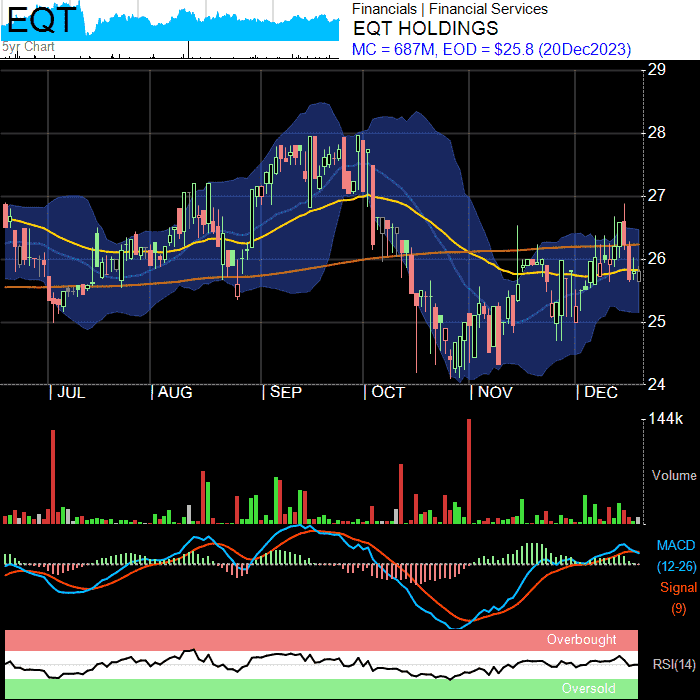 EQT
5yr Chart
Financials | Financial Services
EQT HOLDINGS
MC = 687M, EOD = $25.8 (20Dec2023)
29
28
27
26
25
24
| JUL | AUG | SEP | OCT | NOV | DEC
144k
Volume
MACD
(12-26)
Signal
(9)
Overbought
RSI(14)
Oversold